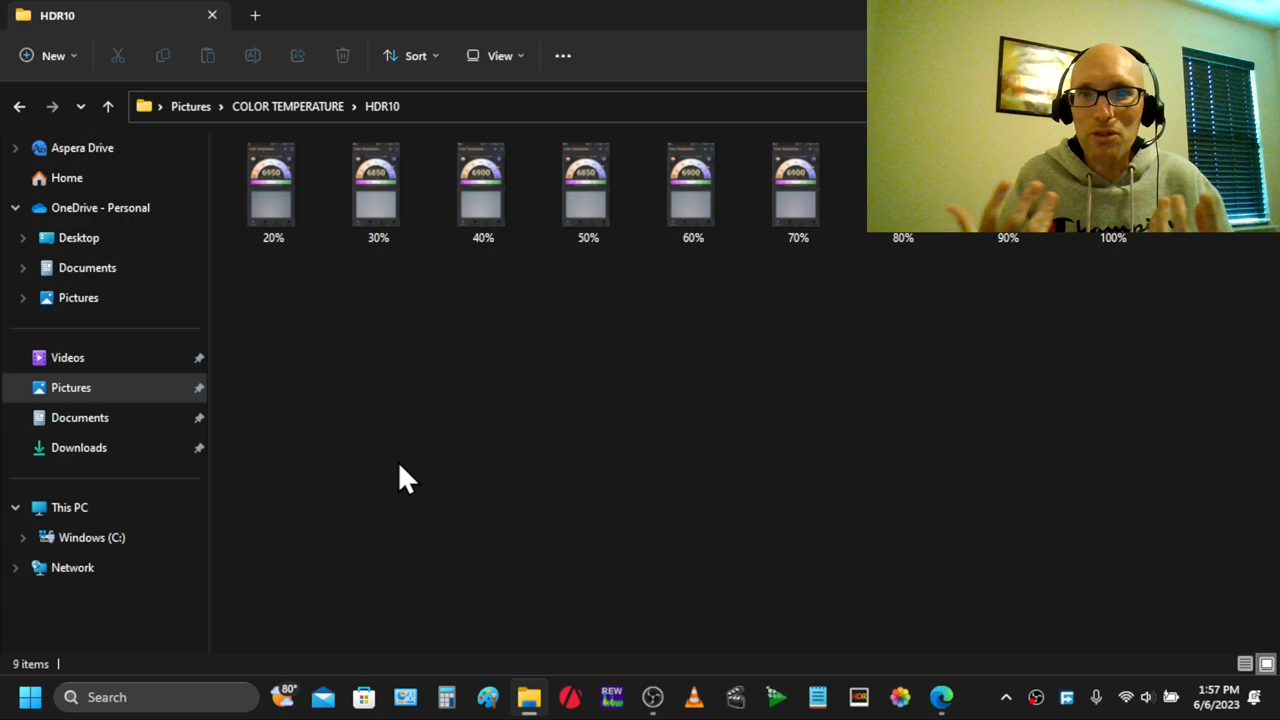 HDR10
New
Sort
View
Pictures > COLOR TEMPERATURE > HDR10
Aspera Drive
Home
OneDrive - Personal
Desktop
Documents
Pictures
Videos
Pictures
Documents
Downloads
This PC
Windows (C:)
Network
6950
6850
6900
6850
6900
6900
20%
30%
40%
50%
60%
70%
80%
90%
100%
9 items
Search
80°
REW
HDR
1:57 PM
6/6/2023